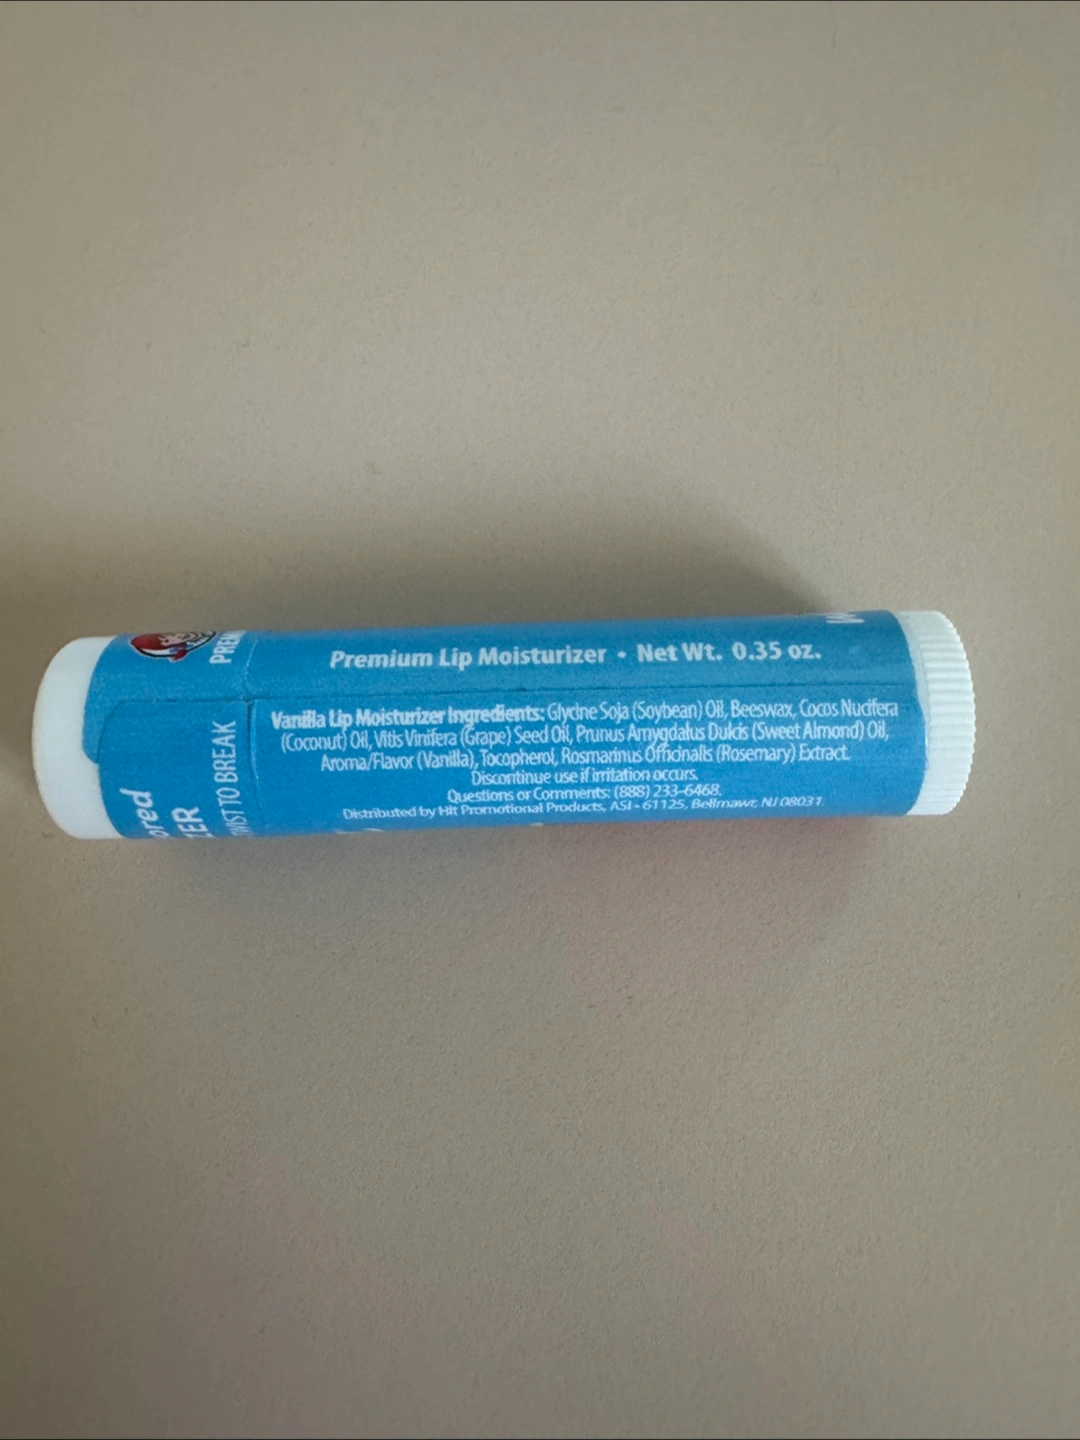 Premium Lip Moisturizer • Net Wt. 0.35 oz.
Vanilla Lip Moisturizer Ingredients: Glycine Soja (Soybean) Oil, Beeswax, Cocos Nucifera
(Coconut) Oil, Vitis Vinifera (Grape) Seed Oil, Prunus Amygdalus Dulcis (Sweet Almond) Oil,
Aroma/Flavor (Vanilla), Tocopherol, Rosmarinus Officinalis (Rosemary) Extract.
Discontinue use if irritation occurs.
Questions or Comments: (888) 233-6468.
Distributed by Hit Promotional Products, ASI - 61125, Bellmawr, NJ 08031.
PREM
TWIST TO BREAK
ored
ZER